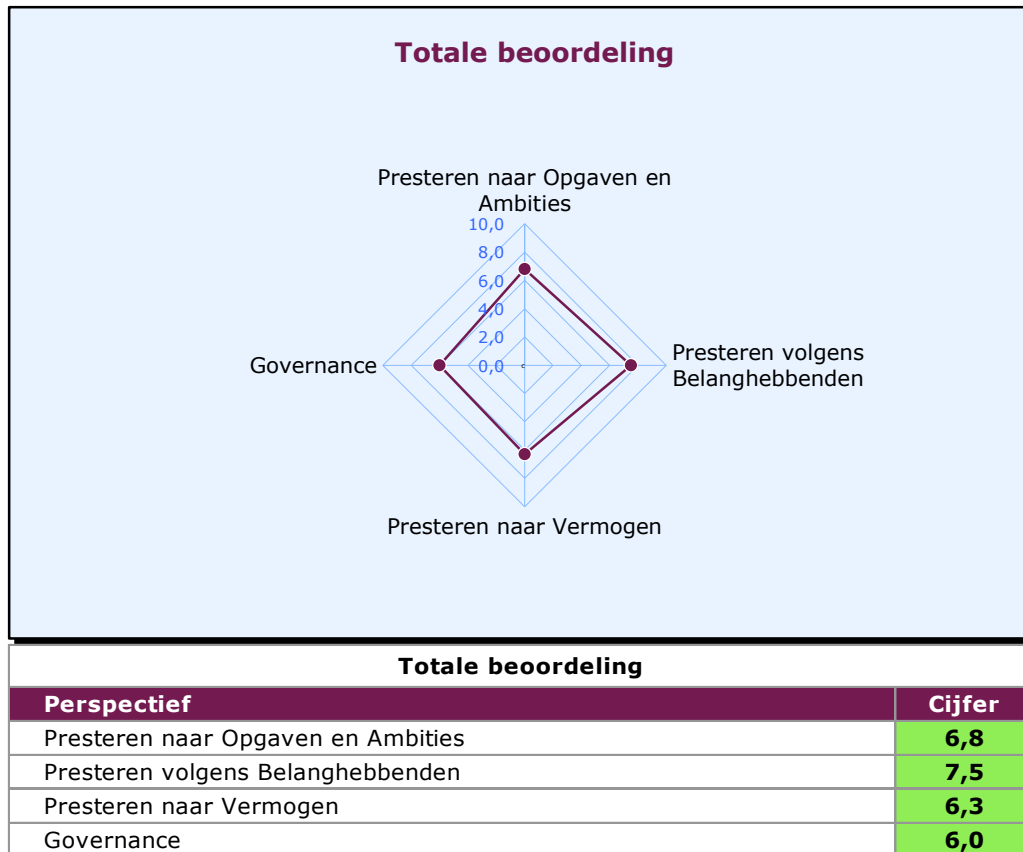 Totale beoordeling
Presteren naar Opgaven en
Ambities
10,0
8,0
6,0
4,0
2,0
0,0
Governance
Presteren volgens
Belanghebbenden
Presteren naar Vermogen
Totale beoordeling
Perspectief Cijfer
Presteren naar Opgaven en Ambities 6,8
Presteren volgens Belanghebbenden 7,5
Presteren naar Vermogen 6,3
Governance 6,0